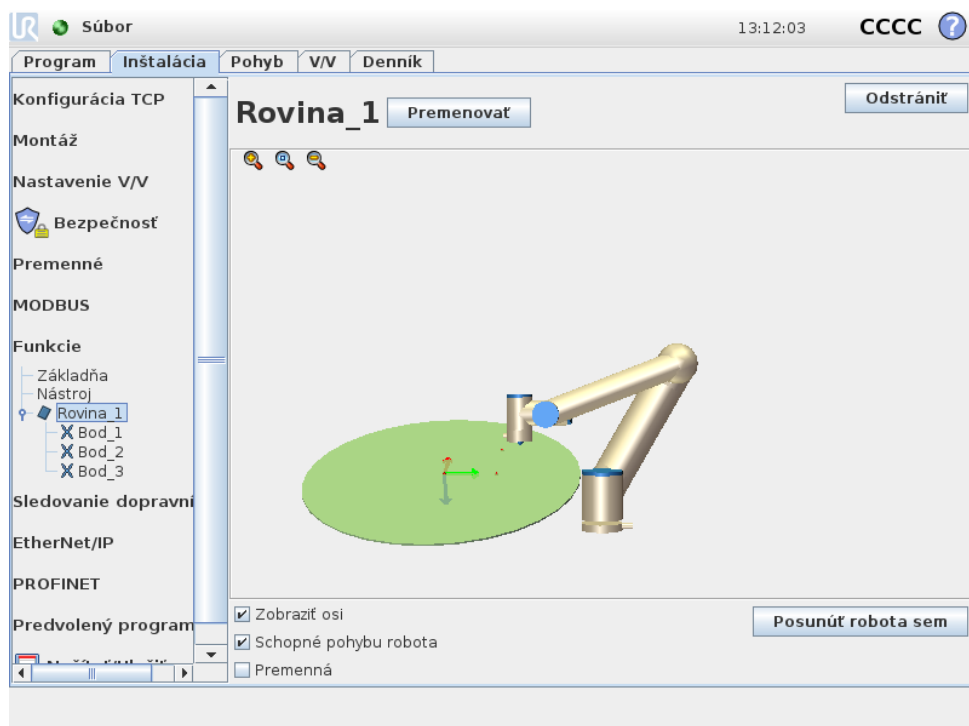 Súbor
13:12:03
CCCC
?
Program
Inštalácia
Pohyb
V/V
Denník
Konfigurácia TCP
Montáž
Nastavenie V/V
Bezpečnosť
Premenné
MODBUS
Funkcie
Základňa
Nástroj
Rovina_1
Bod_1
Bod_2
Bod_3
Sledovanie dopravní
EtherNet/IP
PROFINET
Predvolený program
Rovina_1
Premenovať
Odstrániť
Zobraziť osi
Schopné pohybu robota
Premenná
Posunúť robota sem